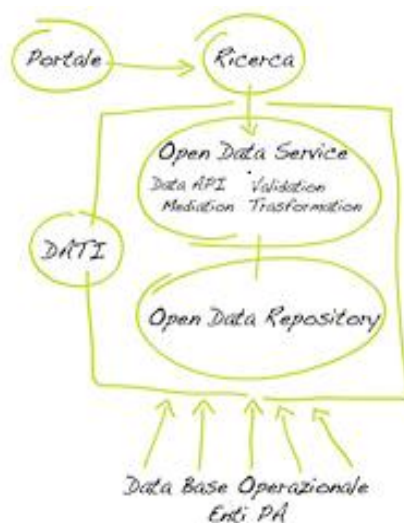 Portale
Ricerca
Open Data Service
Data API Validation
Mediation Trasformation
DATI
Open Data Repository
Data Base Operazionale
Enti PA